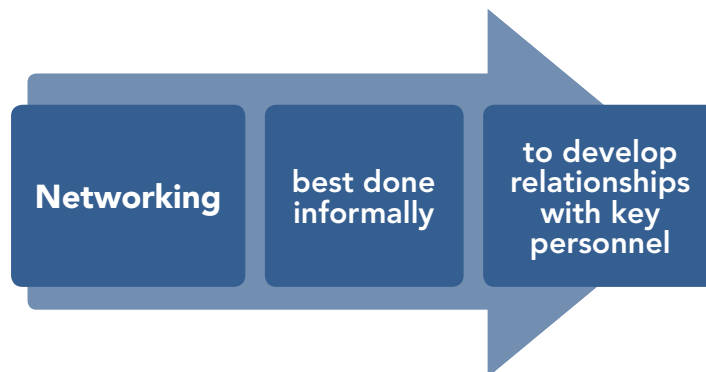 Networking
best done
informally
to develop
relationships
with key
personnel